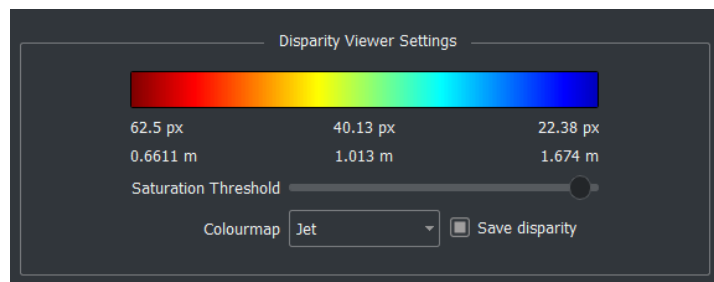 Disparity Viewer Settings
62.5 px 40.13 px 22.38 px
0.6611 m 1.013 m 1.674 m
Saturation Threshold
Colourmap Jet Save disparity